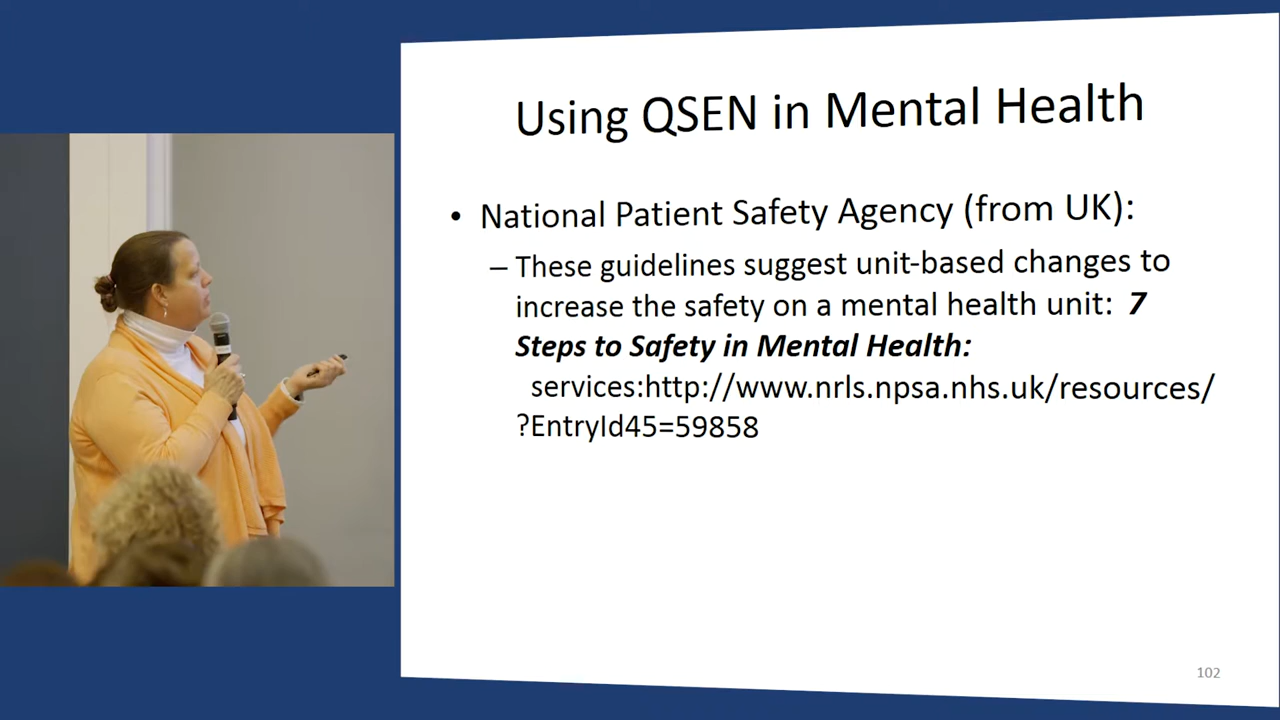 Using QSEN in Mental Health
• National Patient Safety Agency (from UK):
– These guidelines suggest unit-based changes to
increase the safety on a mental health unit: 7
Steps to Safety in Mental Health:
services:http://www.nrls.npsa.nhs.uk/resources/
?EntryId45=59858
102